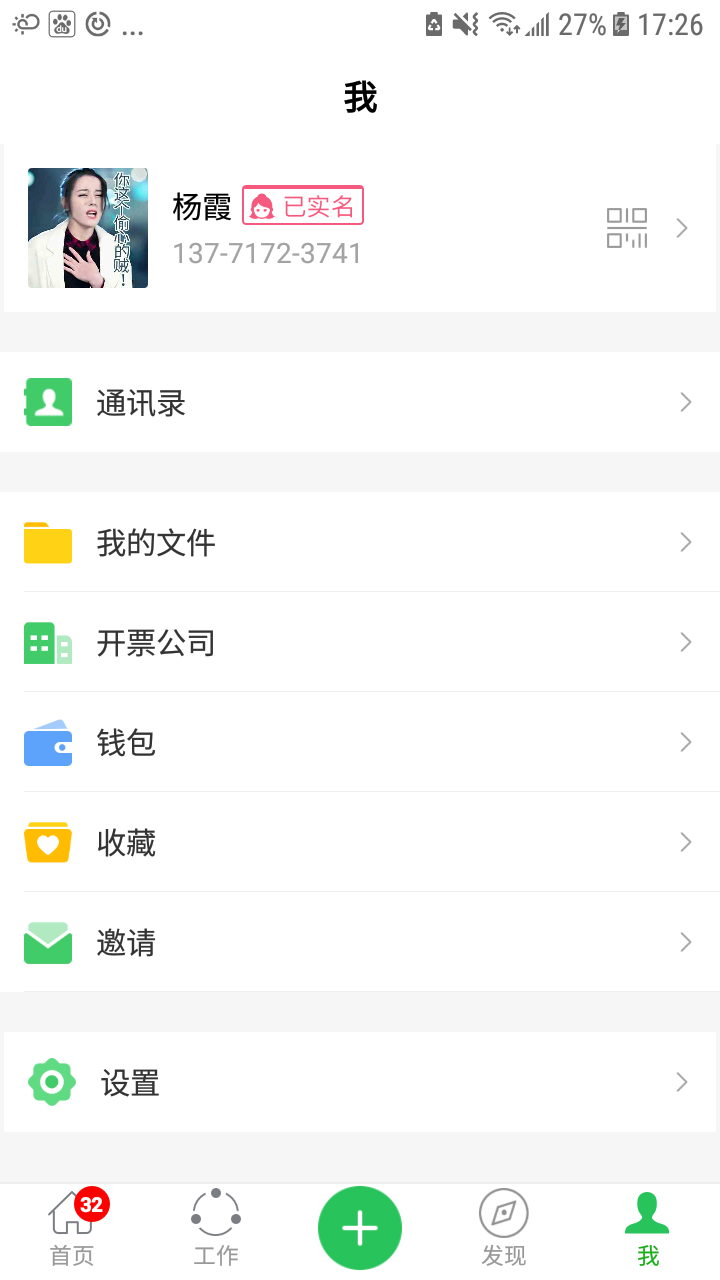 ... 27% 17:26
我
你这个偷心的贼！
杨霞 已实名
137-7172-3741
通讯录
我的文件
开票公司
钱包
收藏
邀请
设置
32
首页 工作 发现 我